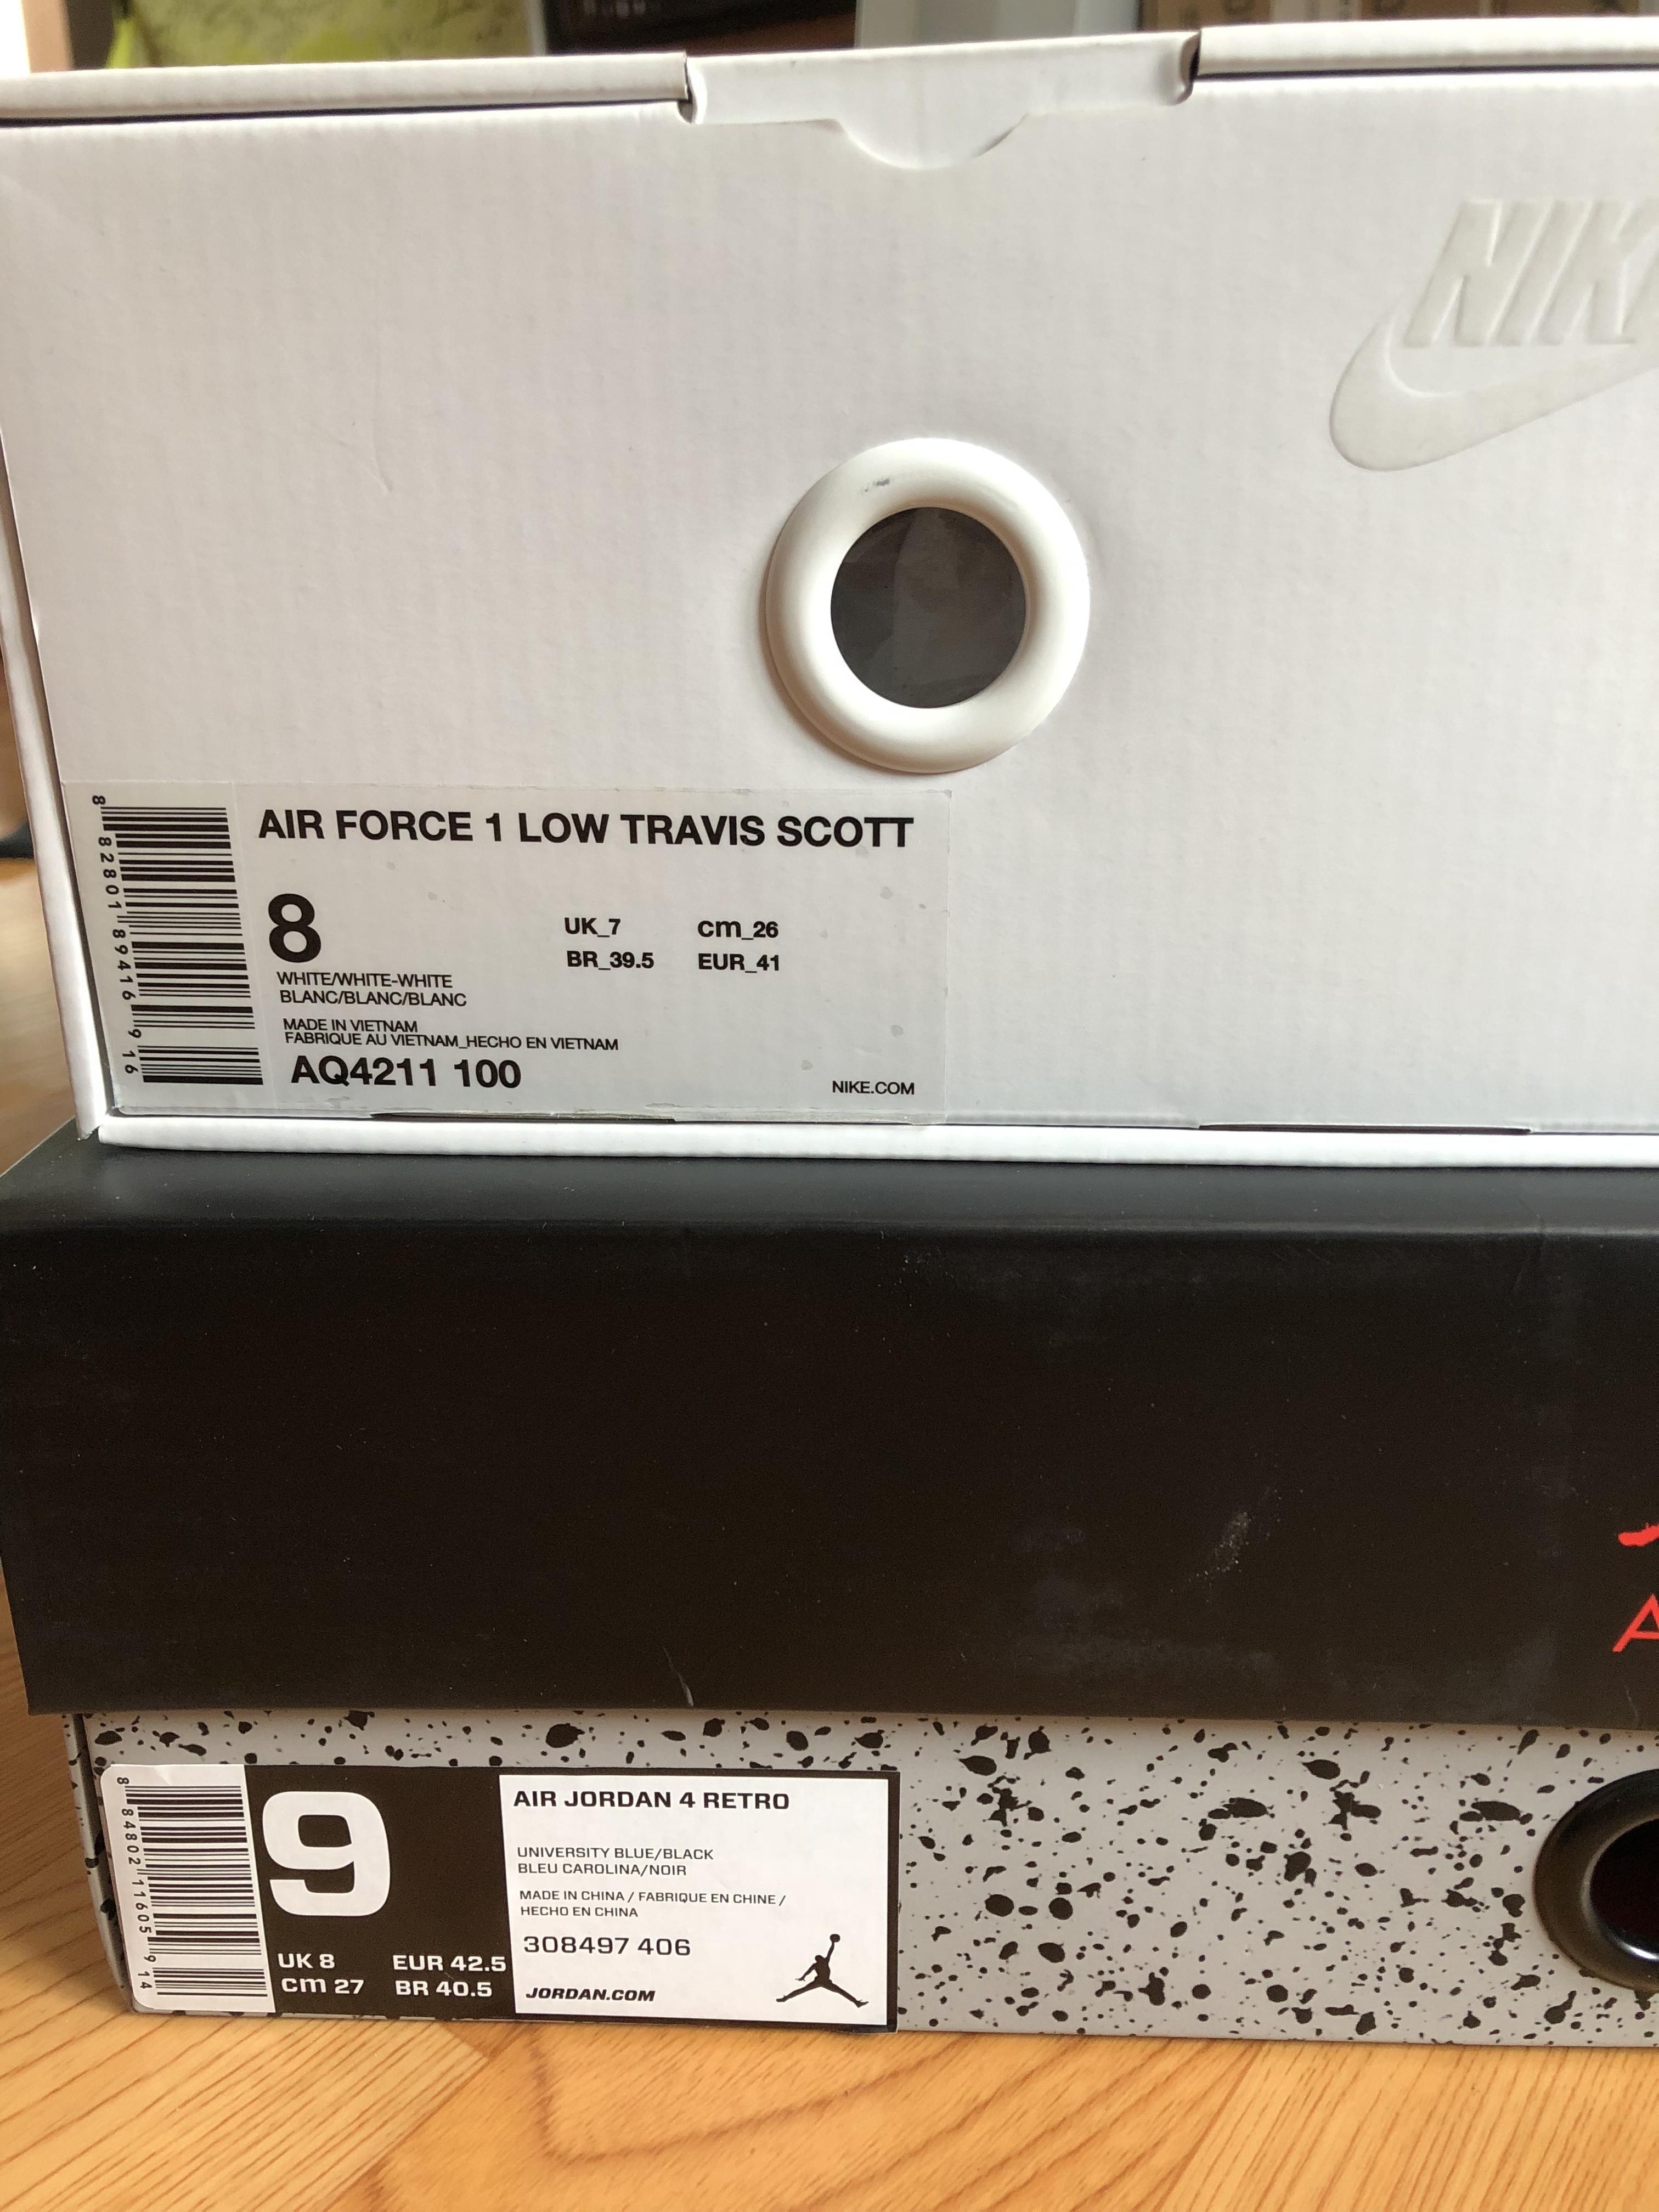 NIK
AIR FORCE 1 LOW TRAVIS SCOTT
8
UK_7 cm_26
BR_39.5 EUR_41
WHITE/WHITE-WHITE
BLANC/BLANC/BLANC
MADE IN VIETNAM
FABRIQUE AU VIETNAM_HECHO EN VIETNAM
AQ4211 100
NIKE.COM
8 82801 89416 9 16
A
9
UK 8 EUR 42.5
cm 27 BR 40.5
AIR JORDAN 4 RETRO
UNIVERSITY BLUE/BLACK
BLEU CAROLINA/NOIR
MADE IN CHINA / FABRIQUE EN CHINE /
HECHO EN CHINA
308497 406
JORDAN.COM
8 84802 11605 9 14